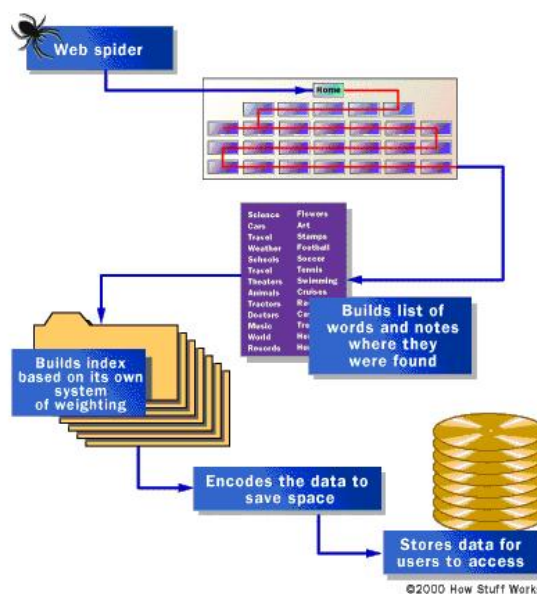 Web spider
Home
Science Flowers
Cars Art
Travel Stamps
Weather Football
Schools Soccer
Travel Tennis
Theaters Swimming
Animals Cruises
Tractors
Doctors
Music
World
Records
Builds list of
words and notes
where they
were found
Builds index
based on its own
system
of weighting
Encodes the data to
save space
Stores data for
users to access
©2000 How Stuff Works